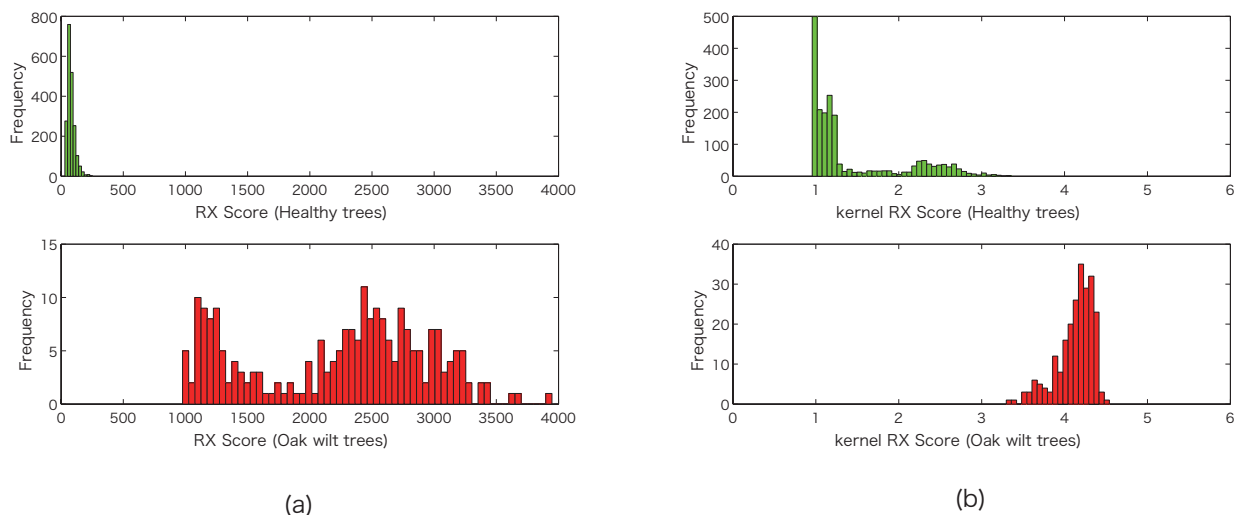 800
600
400
200
0
Frequency
0 500 1000 1500 2000 2500 3000 3500 4000
RX Score (Healthy trees)
15
10
5
0
Frequency
0 500 1000 1500 2000 2500 3000 3500 4000
RX Score (Oak wilt trees)
(a)
500
400
300
200
100
0
Frequency
0 1 2 3 4 5 6
kernel RX Score (Healthy trees)
40
30
20
10
0
Frequency
0 1 2 3 4 5 6
kernel RX Score (Oak wilt trees)
(b)